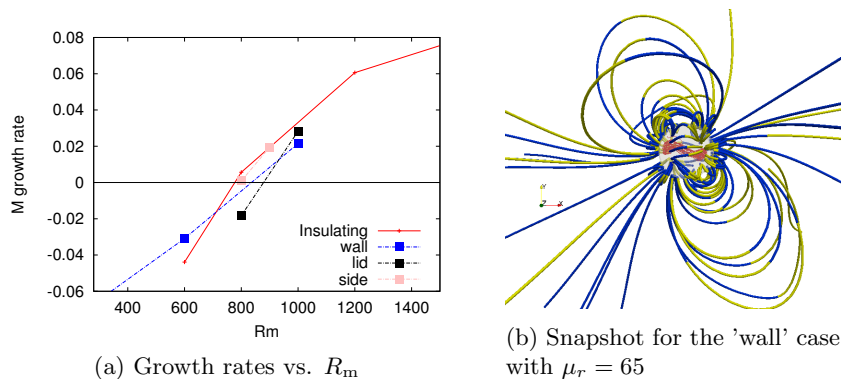 0.08
0.06
0.04
0.02
0
-0.02
-0.04
-0.06
M growth rate
400 600 800 1000 1200 1400
Rm
Insulating
wall
lid
side
(a) Growth rates vs. Rₘ
Y
Z X
(b) Snapshot for the 'wall' case
with μᵣ = 65